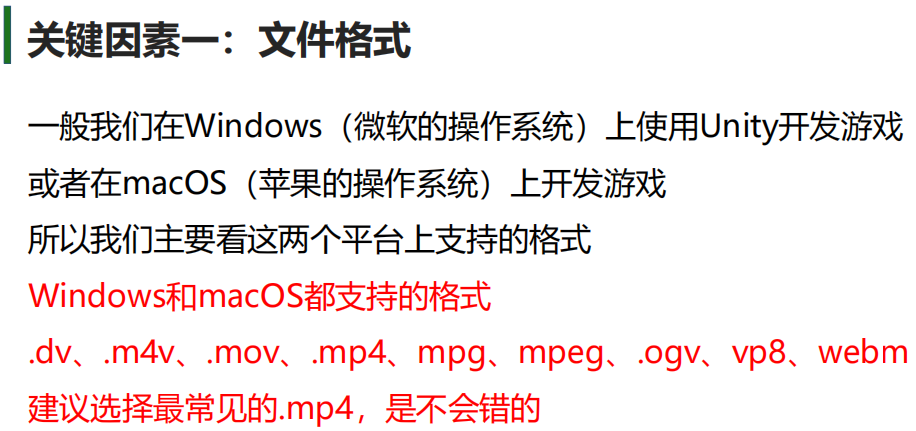 关键因素一：文件格式
一般我们在Windows（微软的操作系统）上使用Unity开发游戏
或者在macOS（苹果的操作系统）上开发游戏
所以我们主要看这两个平台上支持的格式
Windows和macOS都支持的格式
.dv、.m4v、.mov、.mp4、mpg、mpeg、.ogv、vp8、webm
建议选择最常见的.mp4，是不会错的